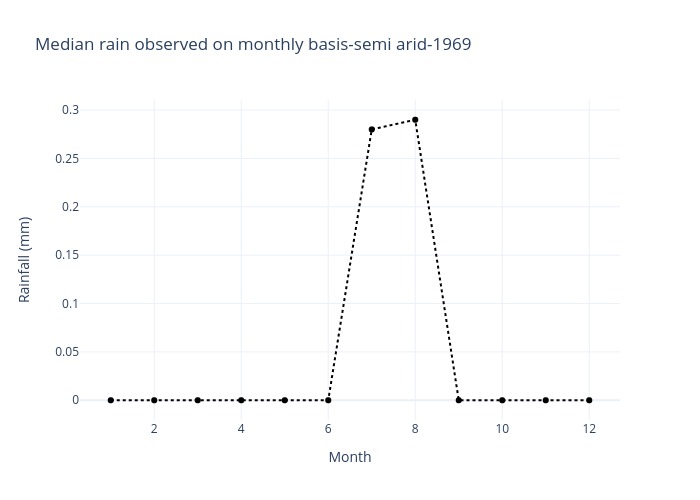 Median rain observed on monthly basis-semi arid-1969
0.3
0.25
0.2
0.15
0.1
0.05
0
Rainfall (mm)
2 4 6 8 10 12
Month